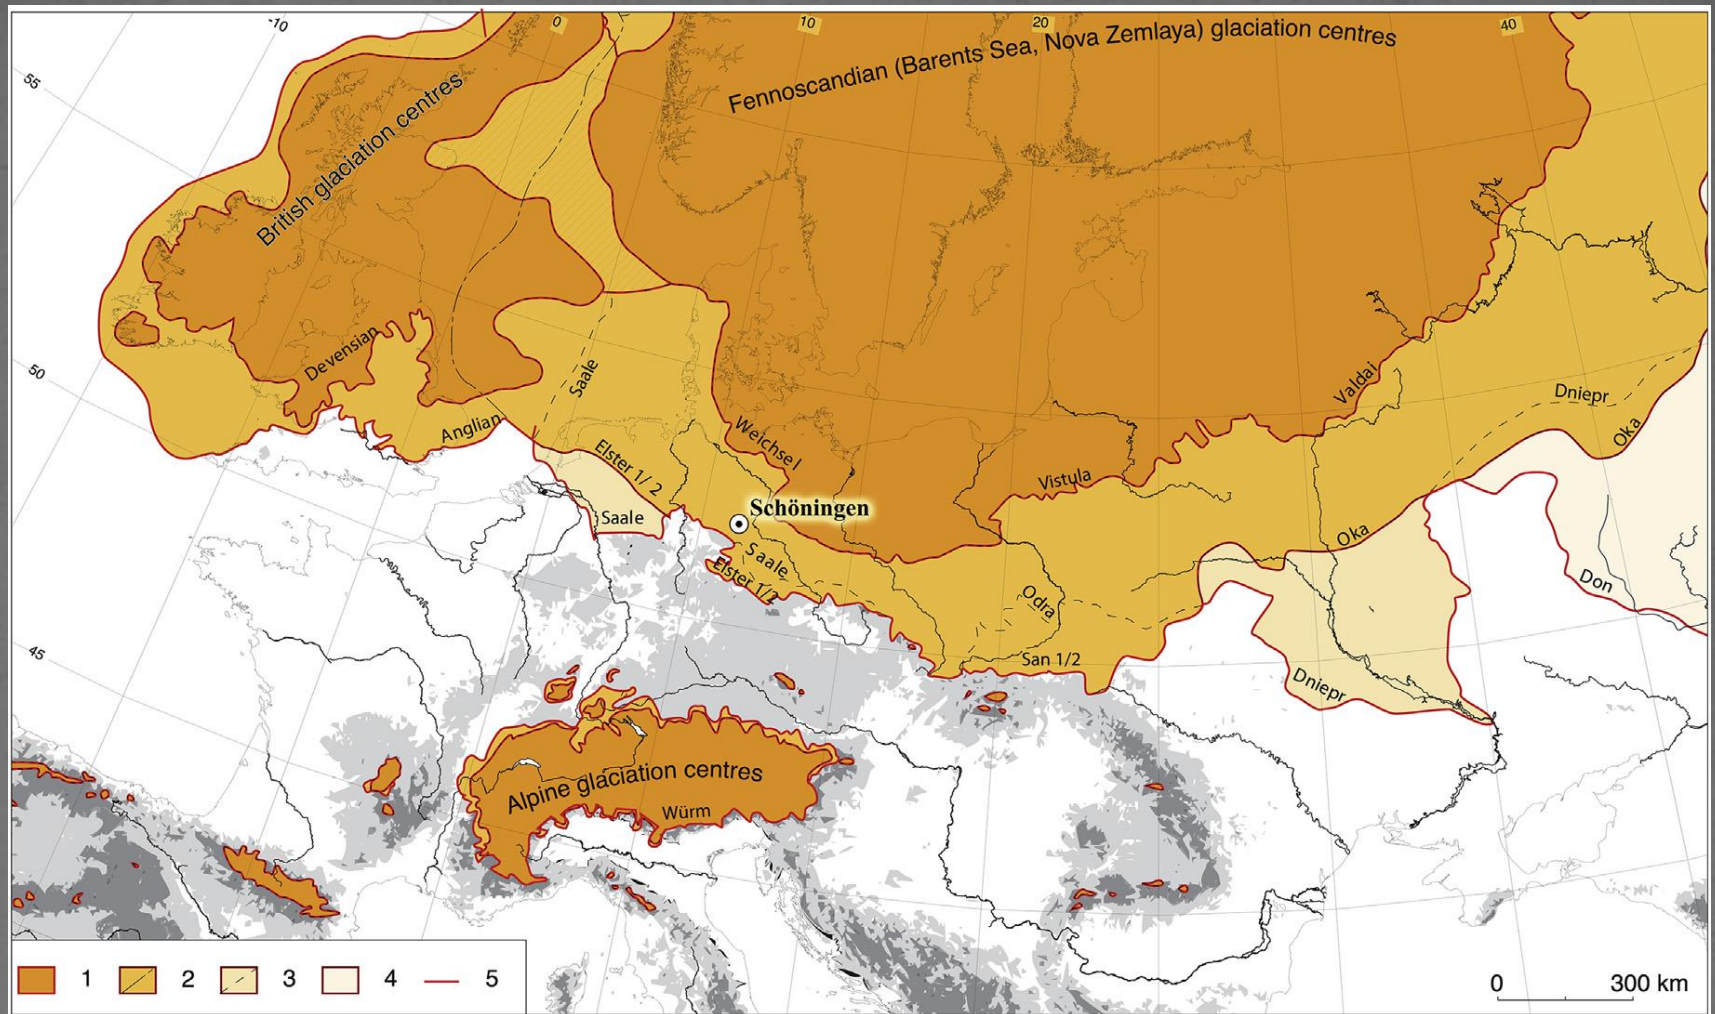 -10
0
10
20
40
55
50
45
Fennoscandian (Barents Sea, Nova Zemlaya) glaciation centres
British glaciation centres
Devensian
Anglian
Saale
Elster 1/2
Weichsel
Saale
Schöningen
Saale
Elster 1/2
Vistula
Valdai
Dniepr
Oka
Oka
Odra
San 1/2
Dniepr
Don
Alpine glaciation centres
Würm
1 2 3 4 5
0 300 km